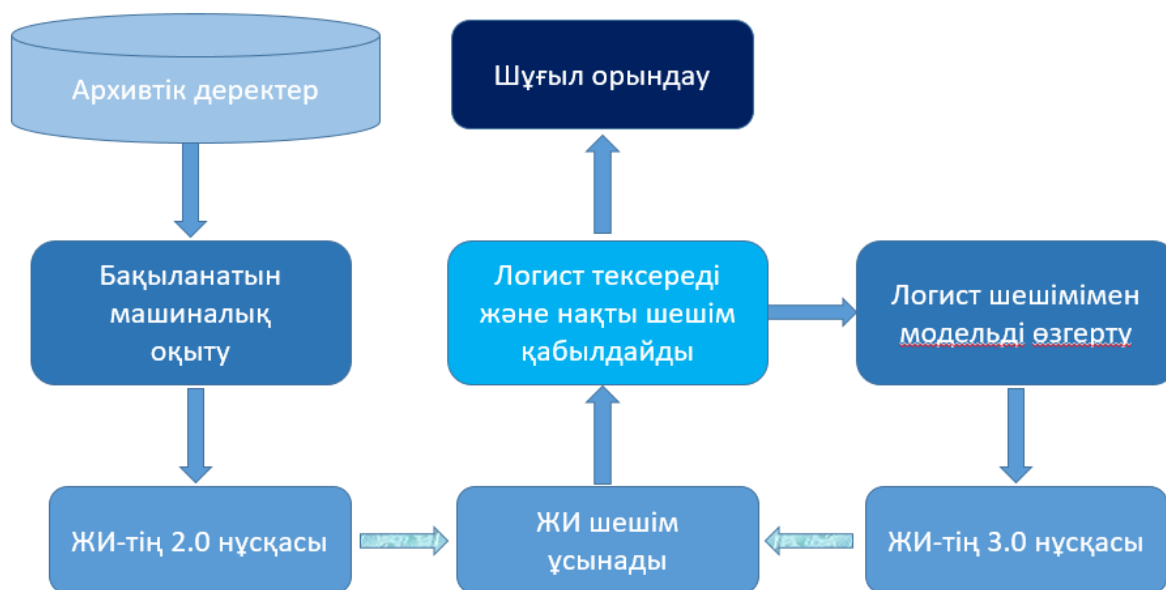 Архивтік деректер
Шұғыл орындау
Бақыланатын
машиналық
оқыту
Логист тексереді
және нақты шешім
қабылдайды
Логист шешімімен
модельді өзгерту
ЖИ-тің 2.0 нұсқасы
ЖИ шешім
ұсынады
ЖИ-тің 3.0 нұсқасы